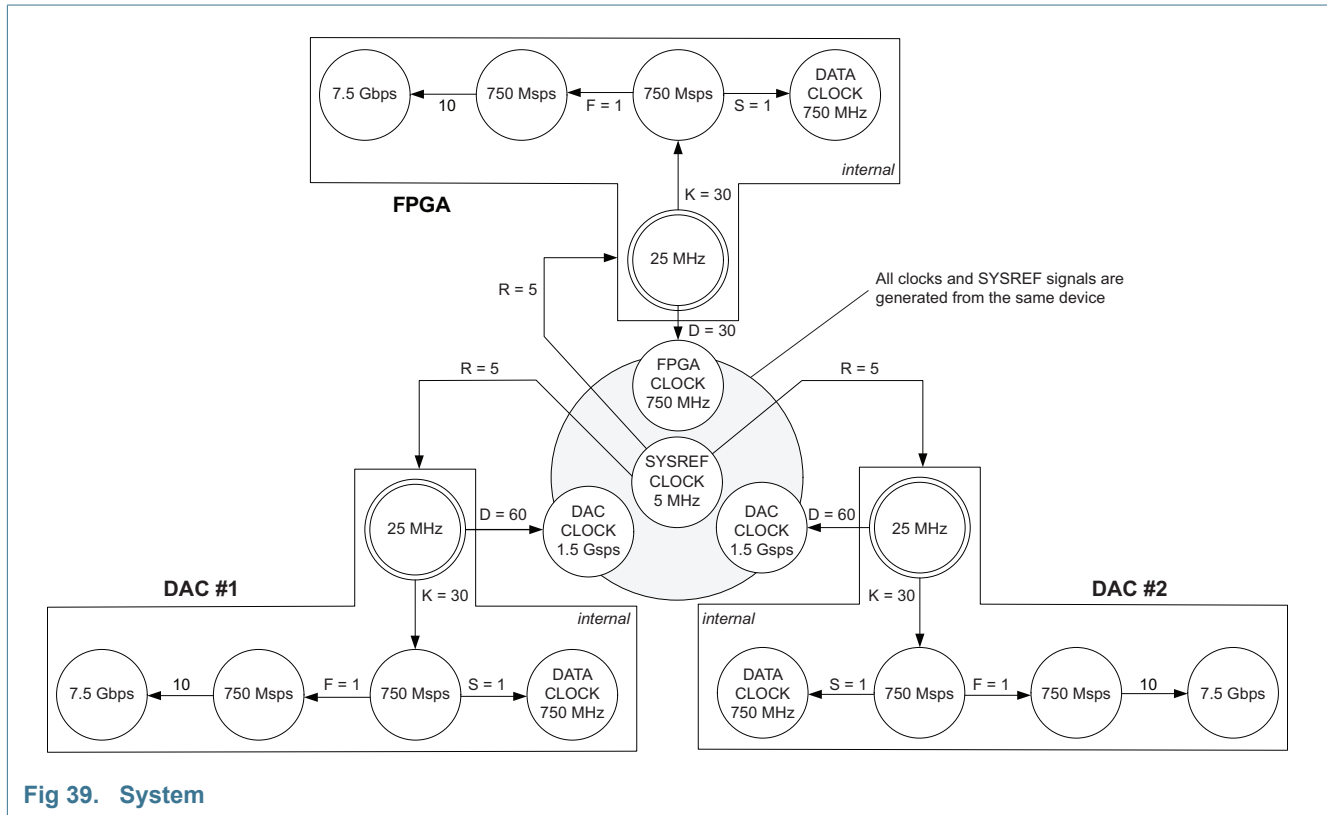 7.5 Gbps
10
750 Msps
F = 1
750 Msps
S = 1
DATA
CLOCK
750 MHz
internal
K = 30
FPGA
25 MHz
R = 5
All clocks and SYSREF signals are
generated from the same device
D = 30
FPGA
CLOCK
750 MHz
R = 5
R = 5
SYSREF
CLOCK
5 MHz
25 MHz
D = 60
DAC
CLOCK
1.5 Gsps
DAC
CLOCK
1.5 Gsps
D = 60
25 MHz
DAC #1
K = 30
internal
7.5 Gbps
10
750 Msps
F = 1
750 Msps
S = 1
DATA
CLOCK
750 MHz
K = 30
DAC #2
internal
DATA
CLOCK
750 MHz
S = 1
750 Msps
F = 1
750 Msps
10
7.5 Gbps
Fig 39. System